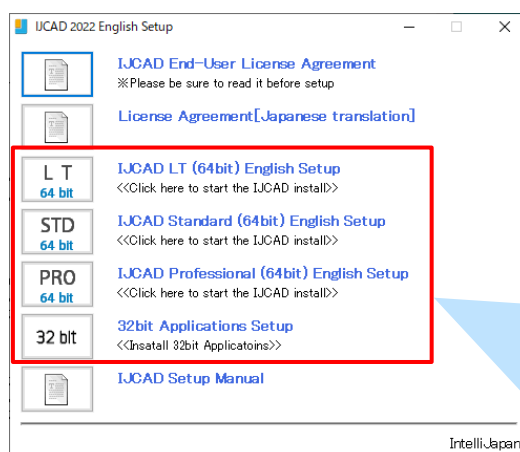 IJCAD 2022 English Setup
IJCAD End-User License Agreement
※Please be sure to read it before setup
License Agreement[Japanese translation]
L T
64 bit
IJCAD LT (64bit) English Setup
<<Click here to start the IJCAD install>>
STD
64 bit
IJCAD Standard (64bit) English Setup
<<Click here to start the IJCAD install>>
PRO
64 bit
IJCAD Professional (64bit) English Setup
<<Click here to start the IJCAD install>>
32 bit
32bit Applications Setup
<<Insatall 32bit Applicatoins>>
IJCAD Setup Manual
IntelliJapan